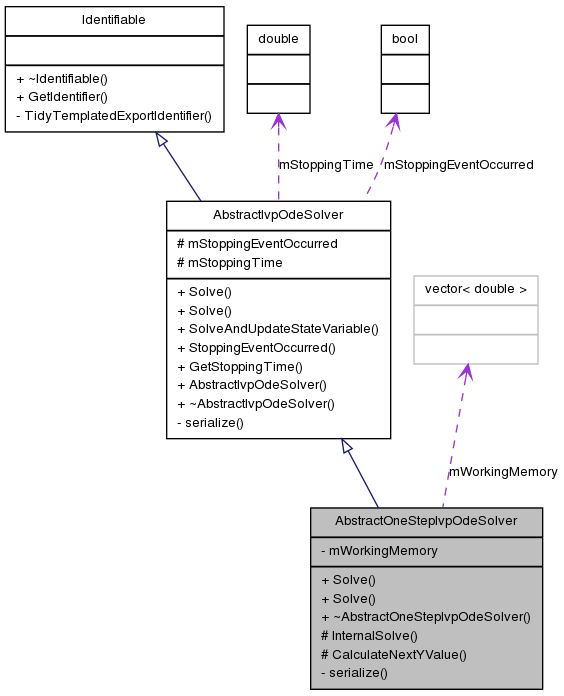 Identifiable
+ ~Identifiable()
+ GetIdentifier()
- TidyTemplatedExportIdentifier()
double
bool
mStoppingTime
mStoppingEventOccurred
AbstractIvpOdeSolver
# mStoppingEventOccurred
# mStoppingTime
+ Solve()
+ Solve()
+ SolveAndUpdateStateVariable()
+ StoppingEventOccurred()
+ GetStoppingTime()
+ AbstractIvpOdeSolver()
+ ~AbstractIvpOdeSolver()
- serialize()
vector< double >
mWorkingMemory
AbstractOneStepIvpOdeSolver
- mWorkingMemory
+ Solve()
+ Solve()
+ ~AbstractOneStepIvpOdeSolver()
# InternalSolve()
# CalculateNextYValue()
- serialize()